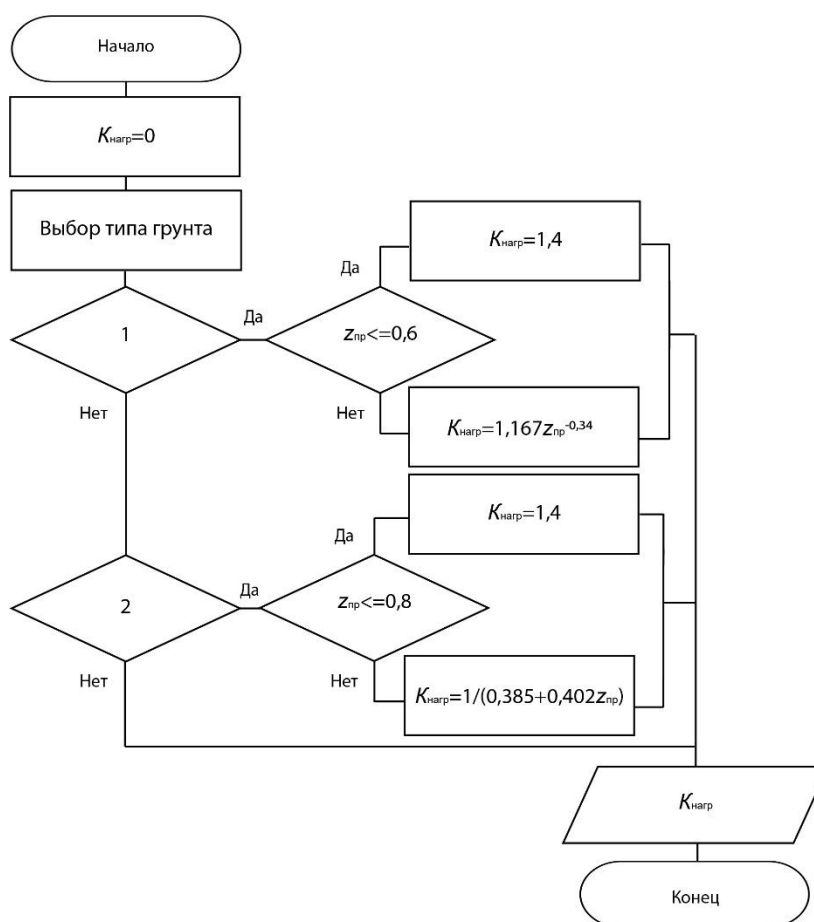 Начало
Kнагр=0
Выбор типа грунта
1
Да
zпр<=0,6
Да
Kнагр=1,4
Нет
Нет
Kнагр=1,167zпр-0,34
2
Да
zпр<=0,8
Да
Kнагр=1,4
Нет
Нет
Kнагр=1/(0,385+0,402zпр)
Kнагр
Конец